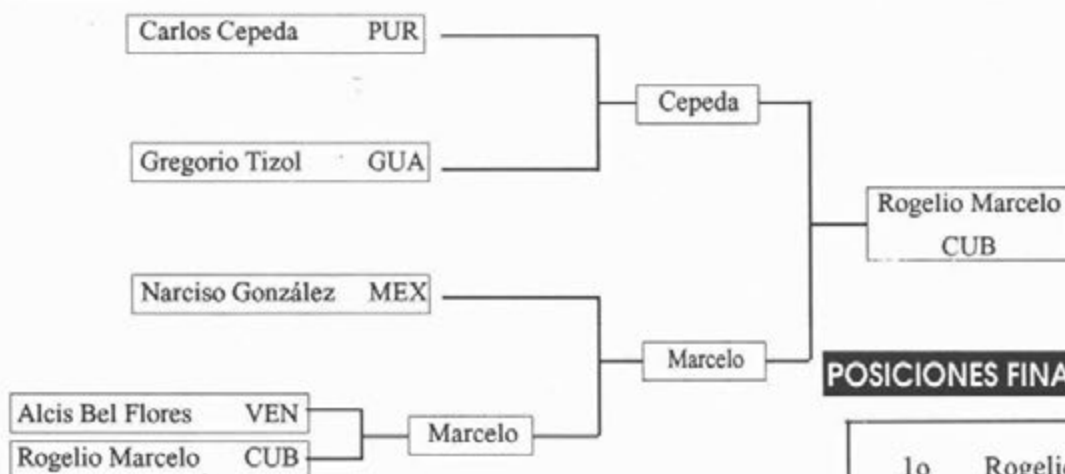 Carlos Cepeda PUR
Cepeda
Gregorio Tizol GUA
Rogelio Marcelo
CUB
Narciso González MEX
Marcelo
POSICIONES FINA
Alcis Bel Flores VEN
Marcelo
Rogelio Marcelo CUB
1o Rogelio